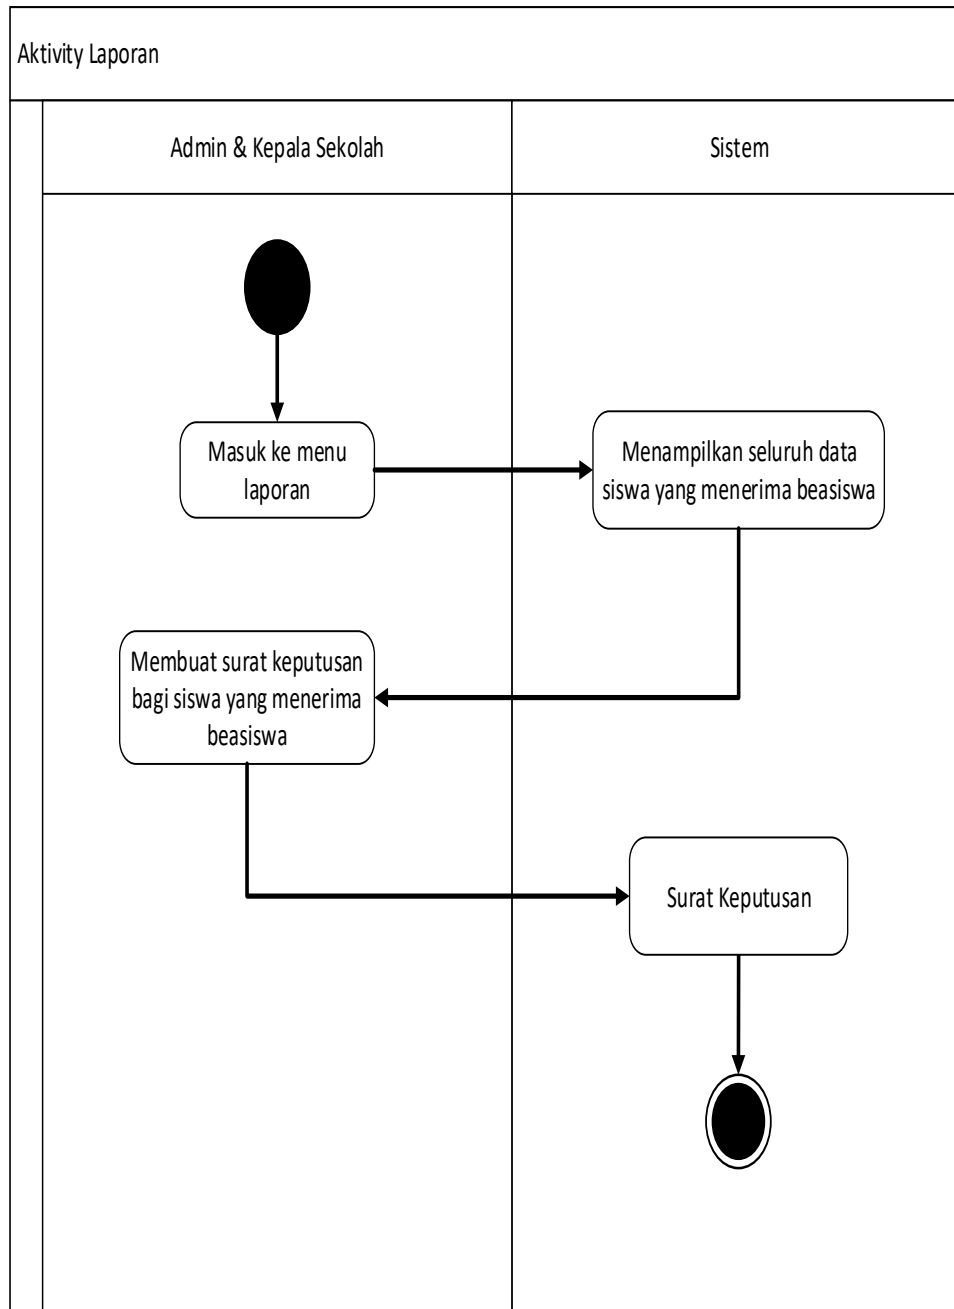 Aktivity Laporan
Admin & Kepala Sekolah
Sistem
Masuk ke menu
laporan
Menampilkan seluruh data
siswa yang menerima beasiswa
Membuat surat keputusan
bagi siswa yang menerima
beasiswa
Surat Keputusan